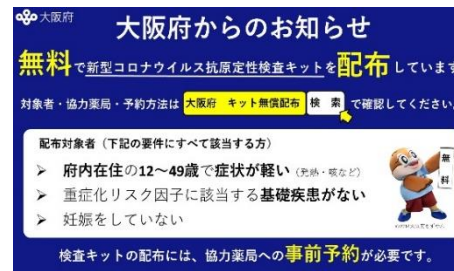 大阪府
大阪府からのお知らせ
無料で新型コロナウイルス抗原定性検査キットを配布しています
対象者・協力薬局・予約方法は 大阪府 キット無償配布 検 索 で確認してください。
配布対象者（下記の要件にすべて該当する方）
➢ 府内在住の12～49歳で症状が軽い（発熱・咳など）
➢ 重症化リスク因子に該当する基礎疾患がない
➢ 妊娠をしていない
無料
検査キットの配布には、協力薬局への事前予約が必要です。